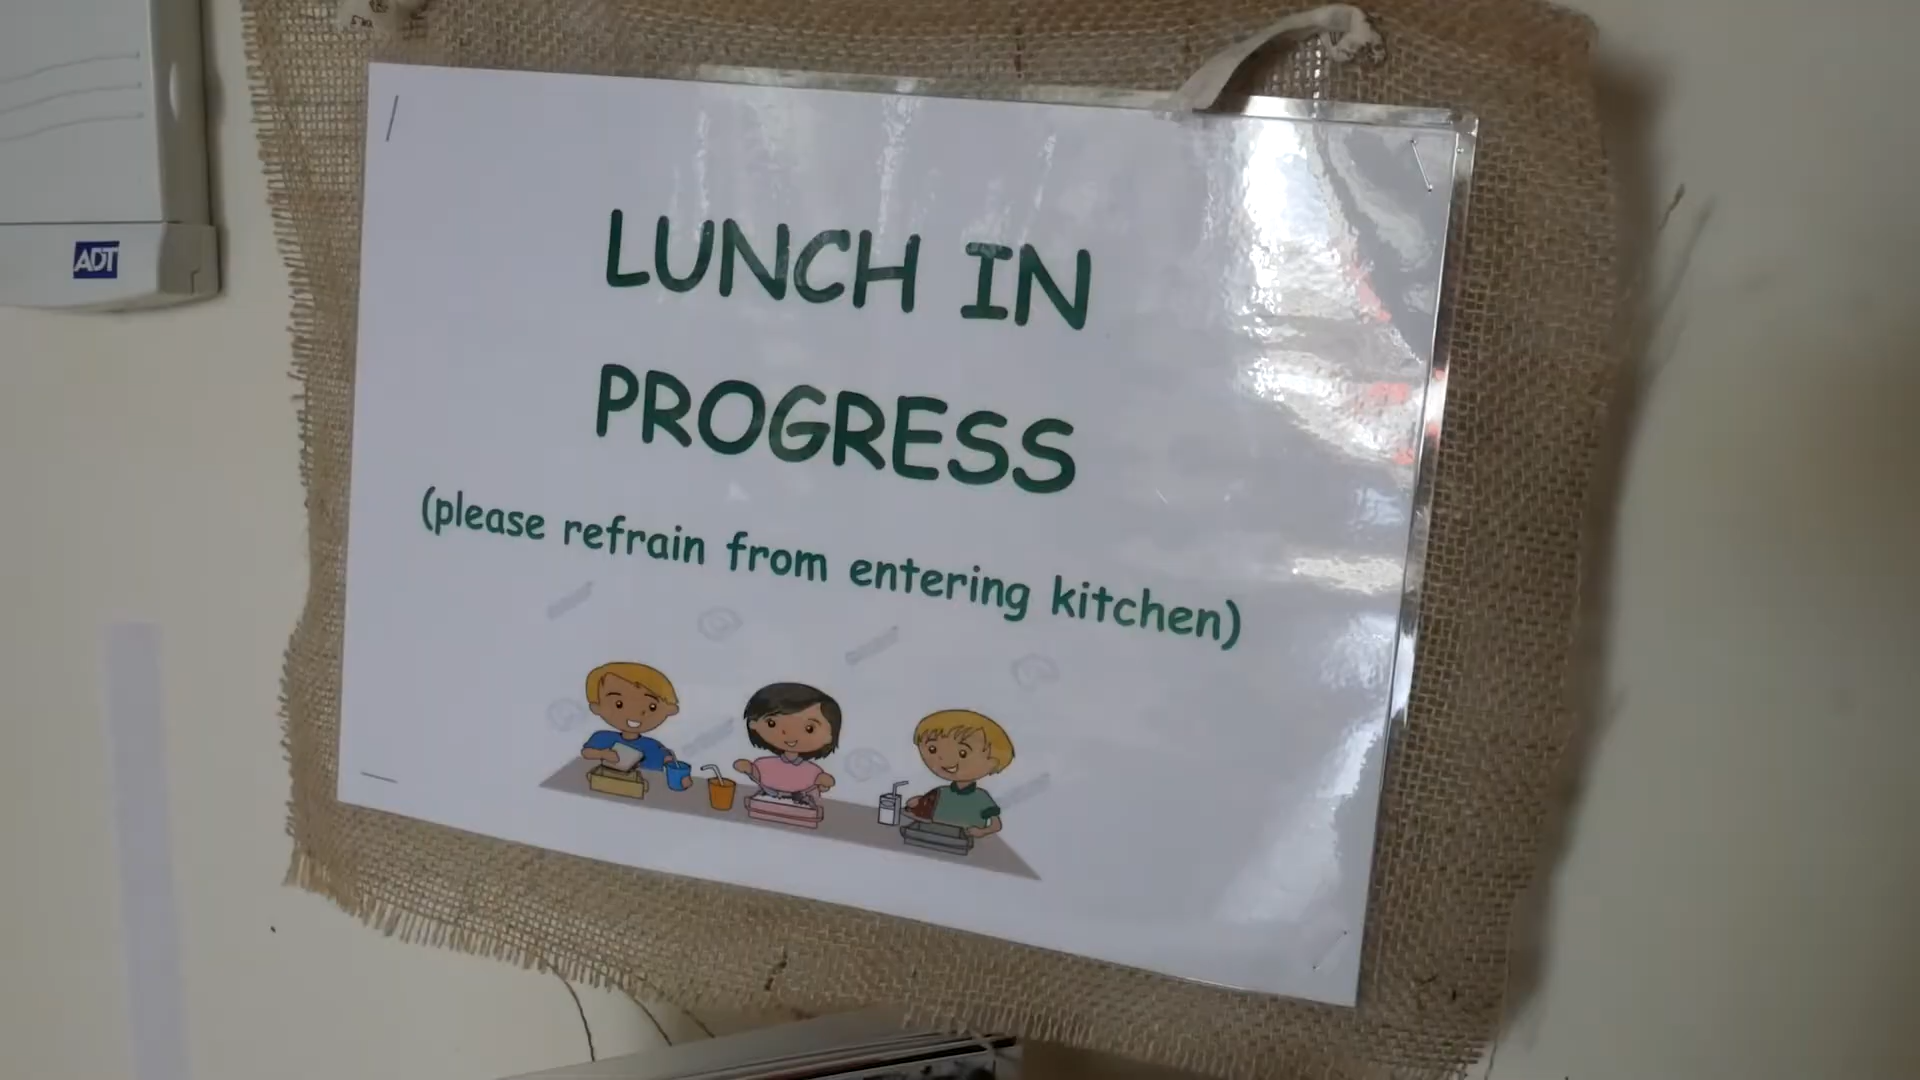 ADT
LUNCH IN
PROGRESS
(please refrain from entering kitchen)